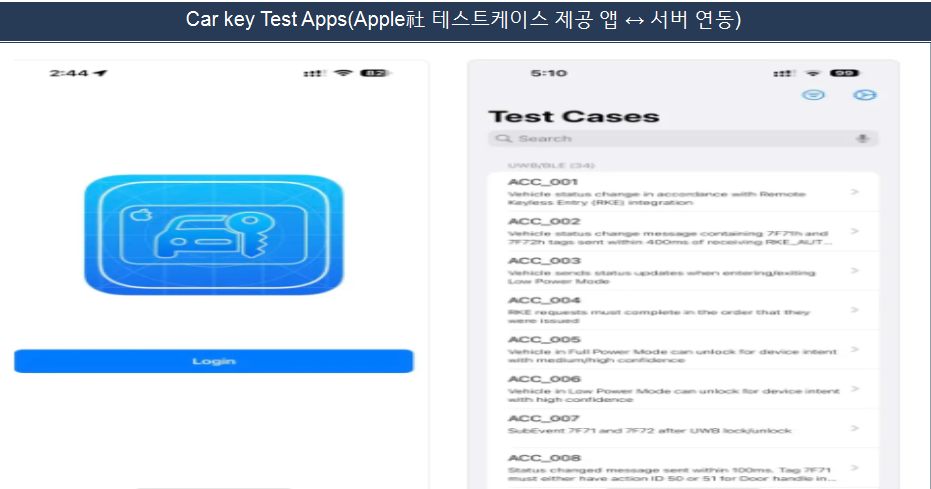 Car key Test Apps(Apple社 테스트케이스 제공 앱 ↔ 서버 연동)
2:44
82
Login
5:10
99
Test Cases
Search
UWB/BLE (34)
ACC_001
Vehicle status change in accordance with Remote
Keyless Entry (RKE) integration
ACC_002
Vehicle status change message containing 7F71h and
7F72h tags sent within 400ms of receiving RKE_AUT...
ACC_003
Vehicle sends status updates when entering/exiting
Low Power Mode
ACC_004
RKE requests must complete in the order that they
were issued
ACC_005
Vehicle in Full Power Mode can unlock for device intent
with medium/high confidence
ACC_006
Vehicle in Low Power Mode can unlock for device intent
with high confidence
ACC_007
SubEvent 7F71 and 7F72 after UWB lock/unlock
ACC_008
Status changed message sent within 100ms. Tag 7F71
must either have action ID 50 or 51 for Door handle in...